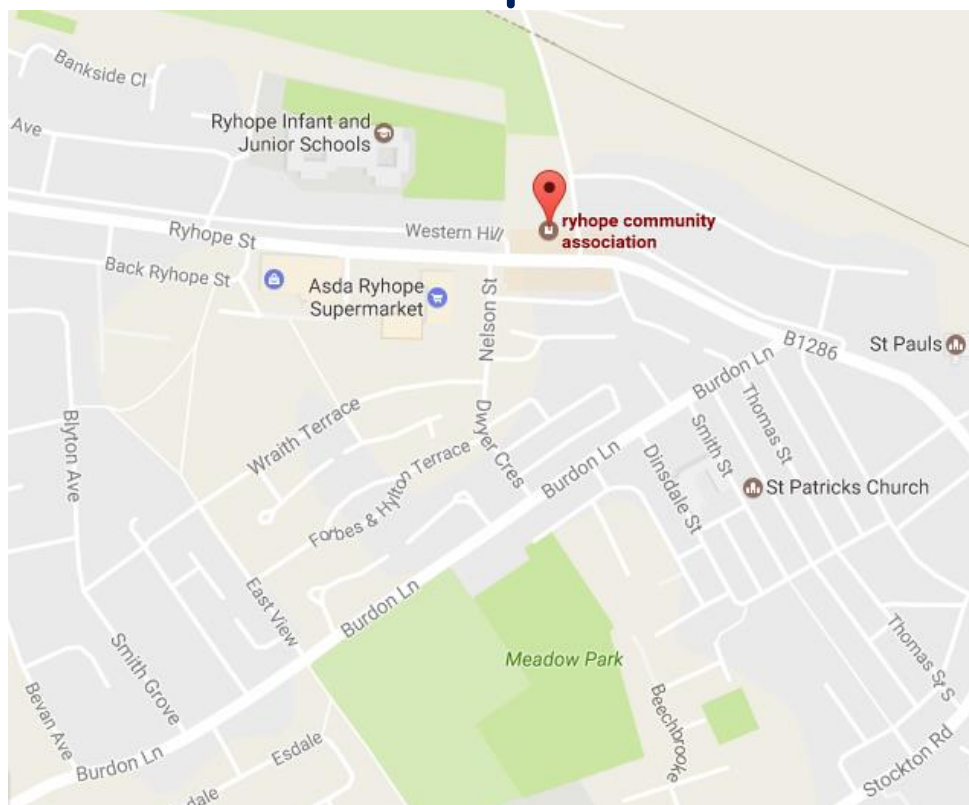 Bankside Cl
Ave
Ryhope Infant and
Junior Schools
ryhope community
association
Western Hill
Ryhope St
Back Ryhope St
Asda Ryhope
Supermarket
Nelson St
B1286
St Pauls
Burdon Ln
Blyton Ave
Wraith Terrace
Dwyer Cres
Thomas St
Smith St
Burdon Ln
Dinsdale St
Forbes & Hylton Terrace
St Patricks Church
East View
Burdon Ln
Smith Grove
Meadow Park
Thomas St S
Bevan Ave
Beechbrooke
Esdale
Burdon Ln
Stockton Rd
dale